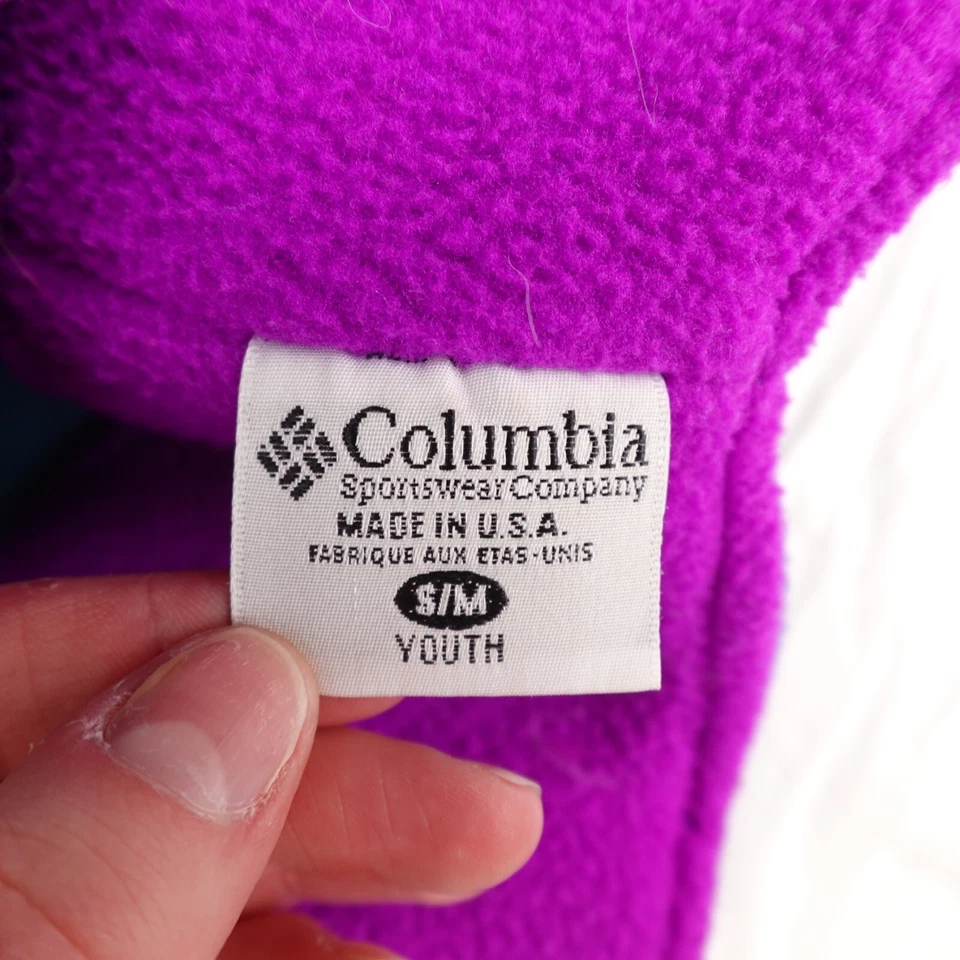 Columbia
Sportswear Company
MADE IN U.S.A.
FABRIQUE AUX ETAS-UNIS
S/M
YOUTH